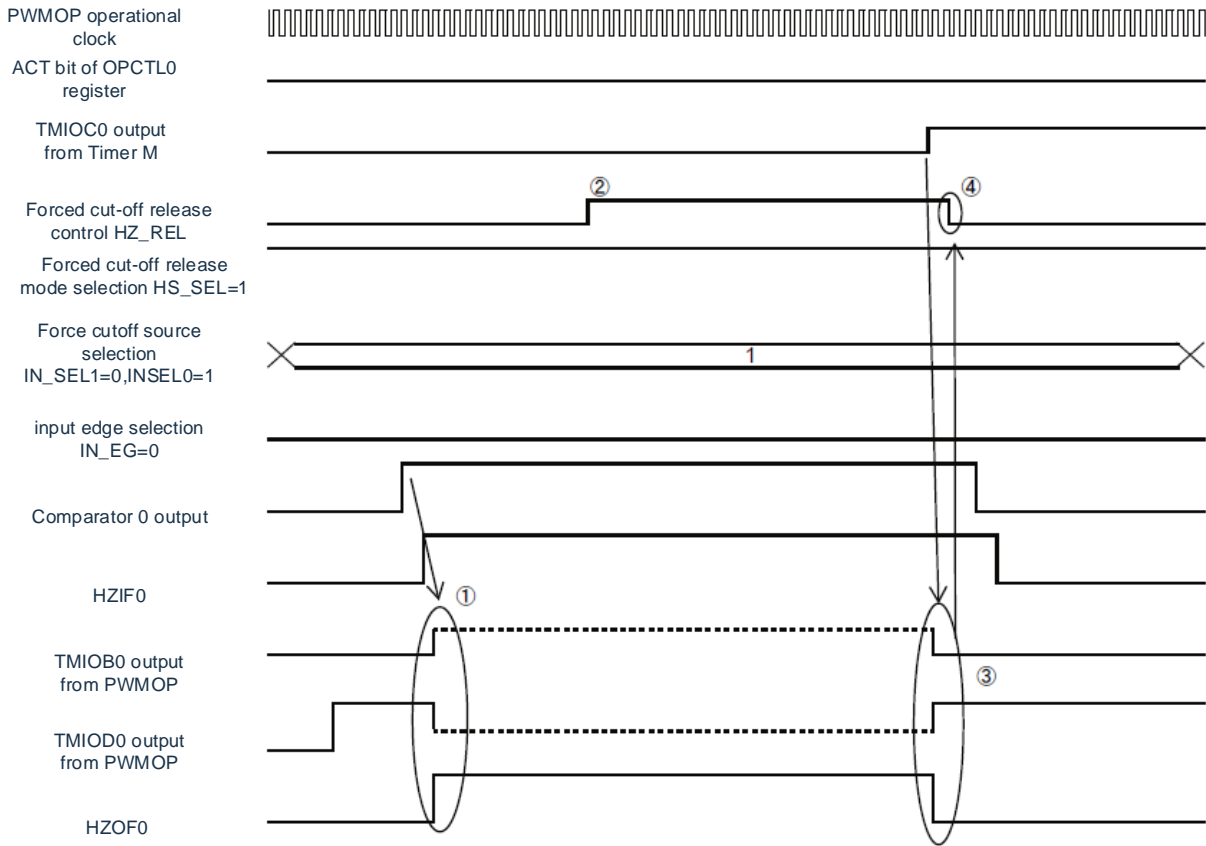 PWMOP operational
clock
ACT bit of OPCTL0
register
TMIOC0 output
from Timer M
②
④
Forced cut-off release
control HZ_REL
Forced cut-off release
mode selection HS_SEL=1
Force cutoff source
selection
IN_SEL1=0,INSEL0=1
1
input edge selection
IN_EG=0
Comparator 0 output
HZIF0
①
TMIOB0 output
from PWMOP
③
TMIOD0 output
from PWMOP
HZOF0